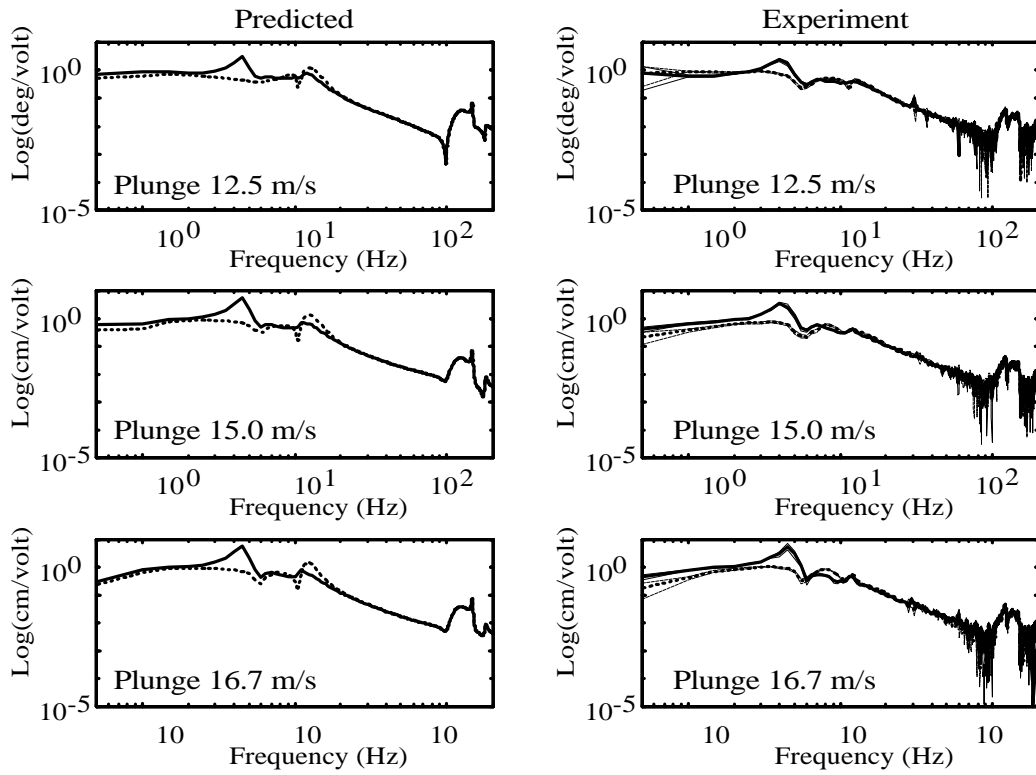 Predicted
Experiment
Log(deg/volt)
10^0
10^-5
Plunge 12.5 m/s
10^0
10^1
10^2
Frequency (Hz)
Log(deg/volt)
10^0
10^-5
Plunge 12.5 m/s
10^0
10^1
10^2
Frequency (Hz)
Log(cm/volt)
10^0
10^-5
Plunge 15.0 m/s
10^0
10^1
10^2
Frequency (Hz)
Log(cm/volt)
10^0
10^-5
Plunge 15.0 m/s
10^0
10^1
10^2
Frequency (Hz)
Log(cm/volt)
10^0
10^-5
Plunge 16.7 m/s
10
10
10
Frequency (Hz)
Log(cm/volt)
10^0
10^-5
Plunge 16.7 m/s
10
10
10
Frequency (Hz)